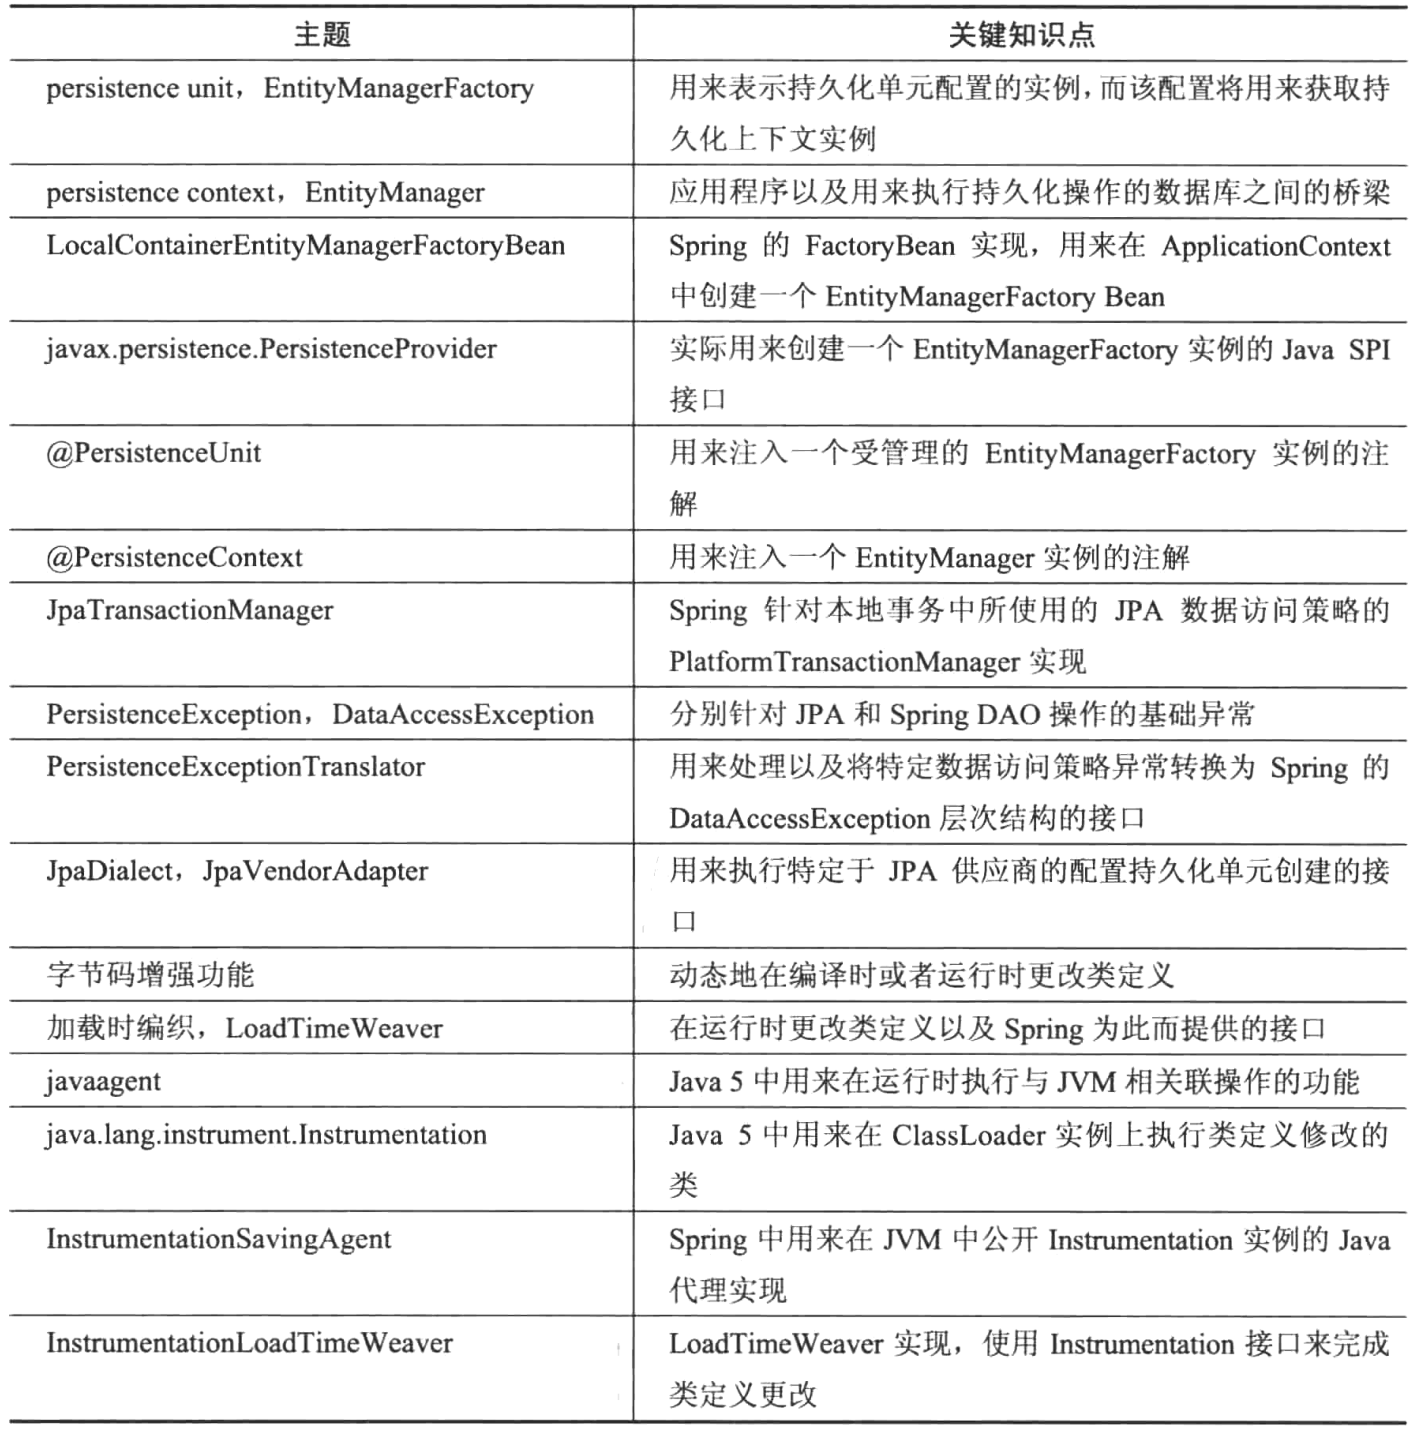 主题 关键知识点
persistence unit，EntityManagerFactory 用来表示持久化单元配置的实例，而该配置将用来获取持
久化上下文实例
persistence context，EntityManager 应用程序以及用来执行持久化操作的数据库之间的桥梁
LocalContainerEntityManagerFactoryBean Spring 的 FactoryBean 实现，用来在 ApplicationContext
中创建一个 EntityManagerFactory Bean
javax.persistence.PersistenceProvider 实际用来创建一个 EntityManagerFactory 实例的 Java SPI
接口
@PersistenceUnit 用来注入一个受管理的 EntityManagerFactory 实例的注
解
@PersistenceContext 用来注入一个 EntityManager 实例的注解
JpaTransactionManager Spring 针对本地事务中所使用的 JPA 数据访问策略的
PlatformTransactionManager 实现
PersistenceException，DataAccessException 分别针对 JPA 和 Spring DAO 操作的基础异常
PersistenceExceptionTranslator 用来处理以及将特定数据访问策略异常转换为 Spring 的
DataAccessException 层次结构的接口
JpaDialect，JpaVendorAdapter 用来执行特定于 JPA 供应商的配置持久化单元创建的接
口
字节码增强功能 动态地在编译时或者运行时更改类定义
加载时编织，LoadTimeWeaver 在运行时更改类定义以及 Spring 为此而提供的接口
javaagent Java 5 中用来在运行时执行与 JVM 相关联操作的功能
java.lang.instrument.Instrumentation Java 5 中用来在 ClassLoader 实例上执行类定义修改的
类
InstrumentationSavingAgent Spring 中用来在 JVM 中公开 Instrumentation 实例的 Java
代理实现
InstrumentationLoadTimeWeaver LoadTimeWeaver 实现，使用 Instrumentation 接口来完成
类定义更改